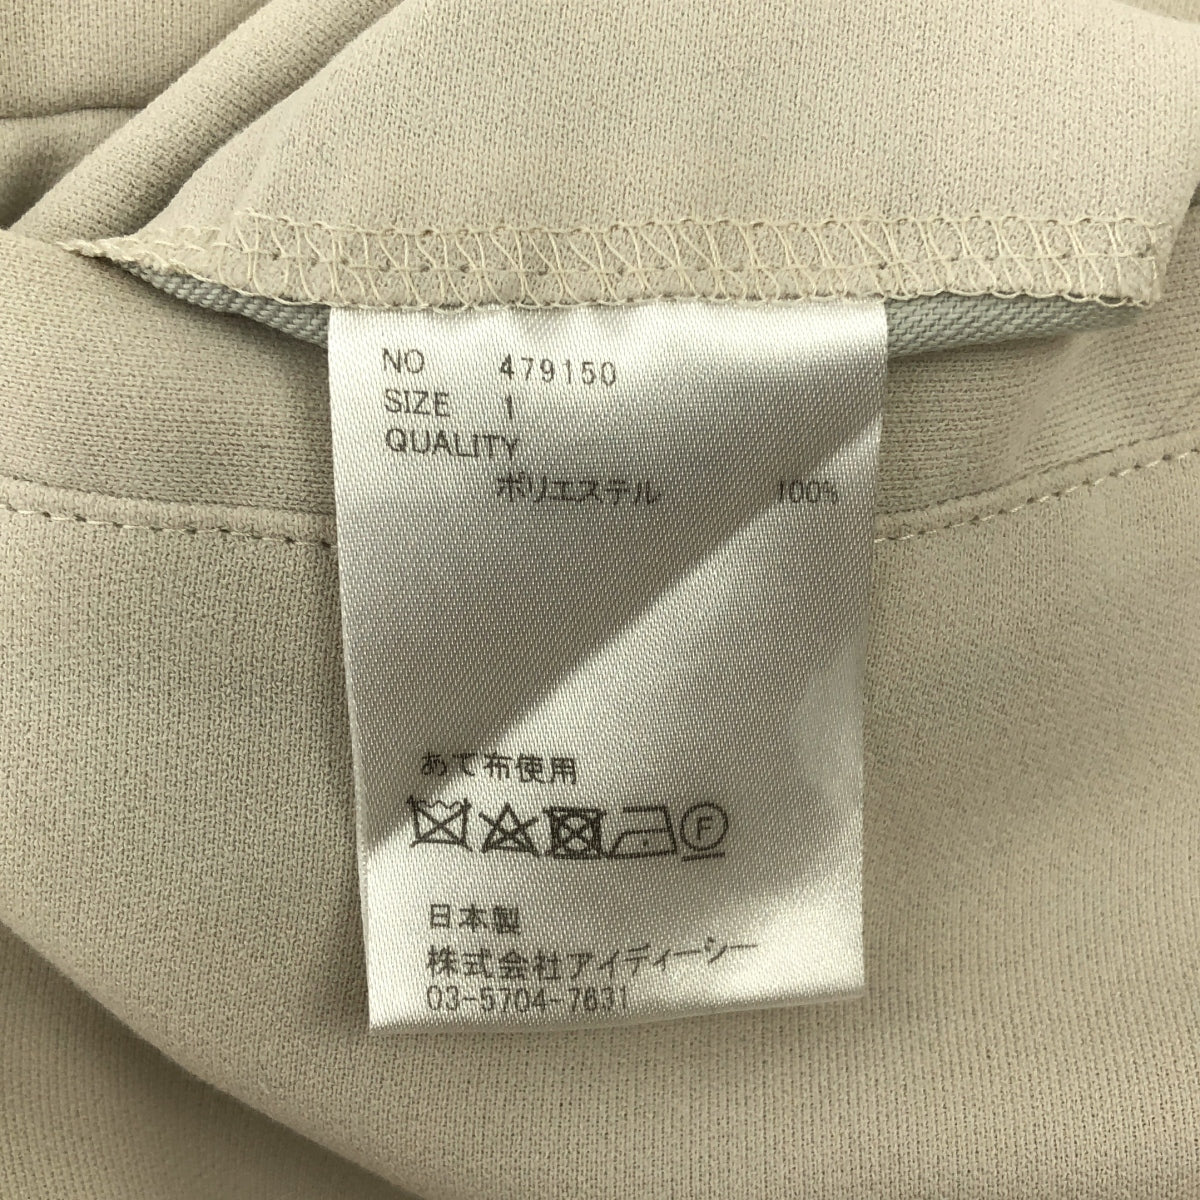 NO 479150
SIZE 1
QUALITY
ポリエステル 100%
あて布使用
F
日本製
株式会社アイディーシー
03-5704-7631